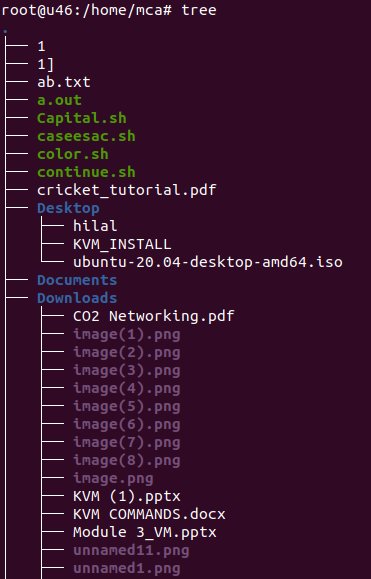 root@u46:/home/mca# tree
.
├── 1
├── 1]
├── ab.txt
├── a.out
├── Capital.sh
├── caseesac.sh
├── color.sh
├── continue.sh
├── cricket_tutorial.pdf
├── Desktop
│   ├── hilal
│   ├── KVM_INSTALL
│   └── ubuntu-20.04-desktop-amd64.iso
├── Documents
├── Downloads
│   ├── CO2 Networking.pdf
│   ├── image(1).png
│   ├── image(2).png
│   ├── image(3).png
│   ├── image(4).png
│   ├── image(5).png
│   ├── image(6).png
│   ├── image(7).png
│   ├── image(8).png
│   ├── image.png
│   ├── KVM (1).pptx
│   ├── KVM COMMANDS.docx
│   ├── Module 3_VM.pptx
│   ├── unnamed11.png
│   ├── unnamed1.png